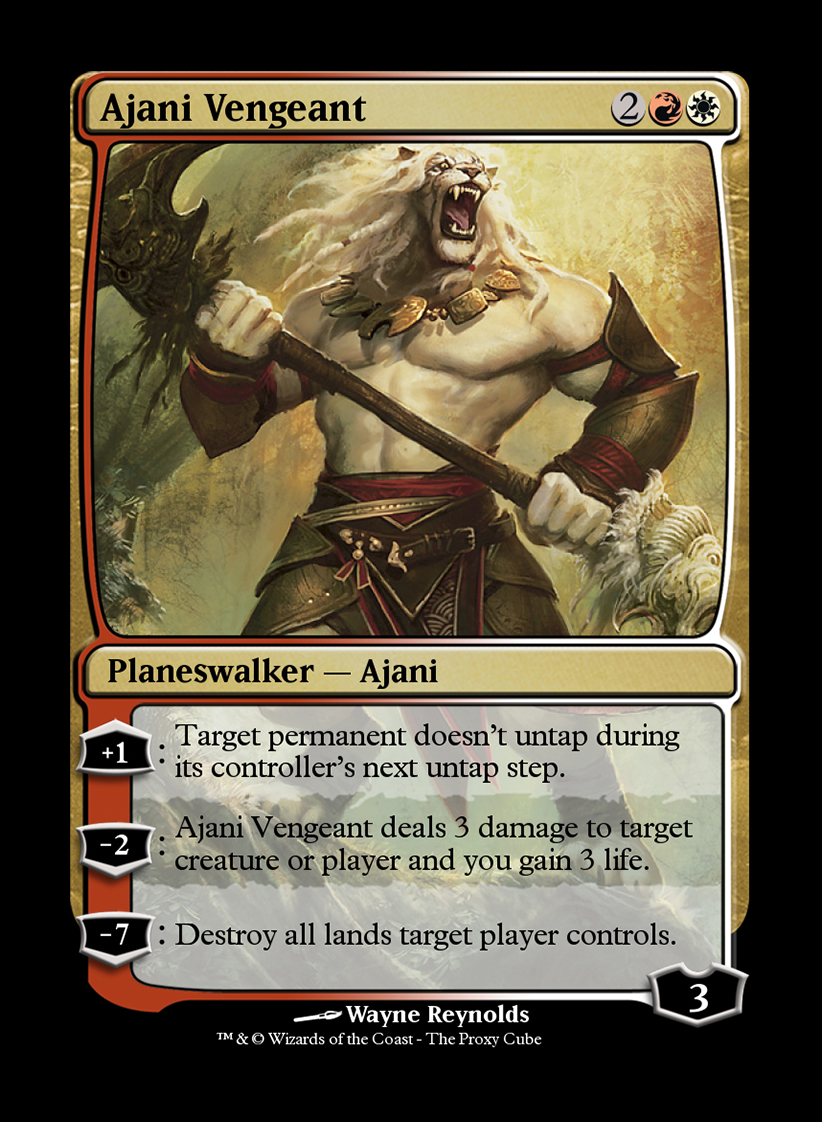 Ajani Vengeant 2
Planeswalker — Ajani
+1 : Target permanent doesn't untap during
its controller's next untap step.
-2 : Ajani Vengeant deals 3 damage to target
creature or player and you gain 3 life.
-7 : Destroy all lands target player controls.
3
Wayne Reynolds
™ & © Wizards of the Coast - The Proxy Cube